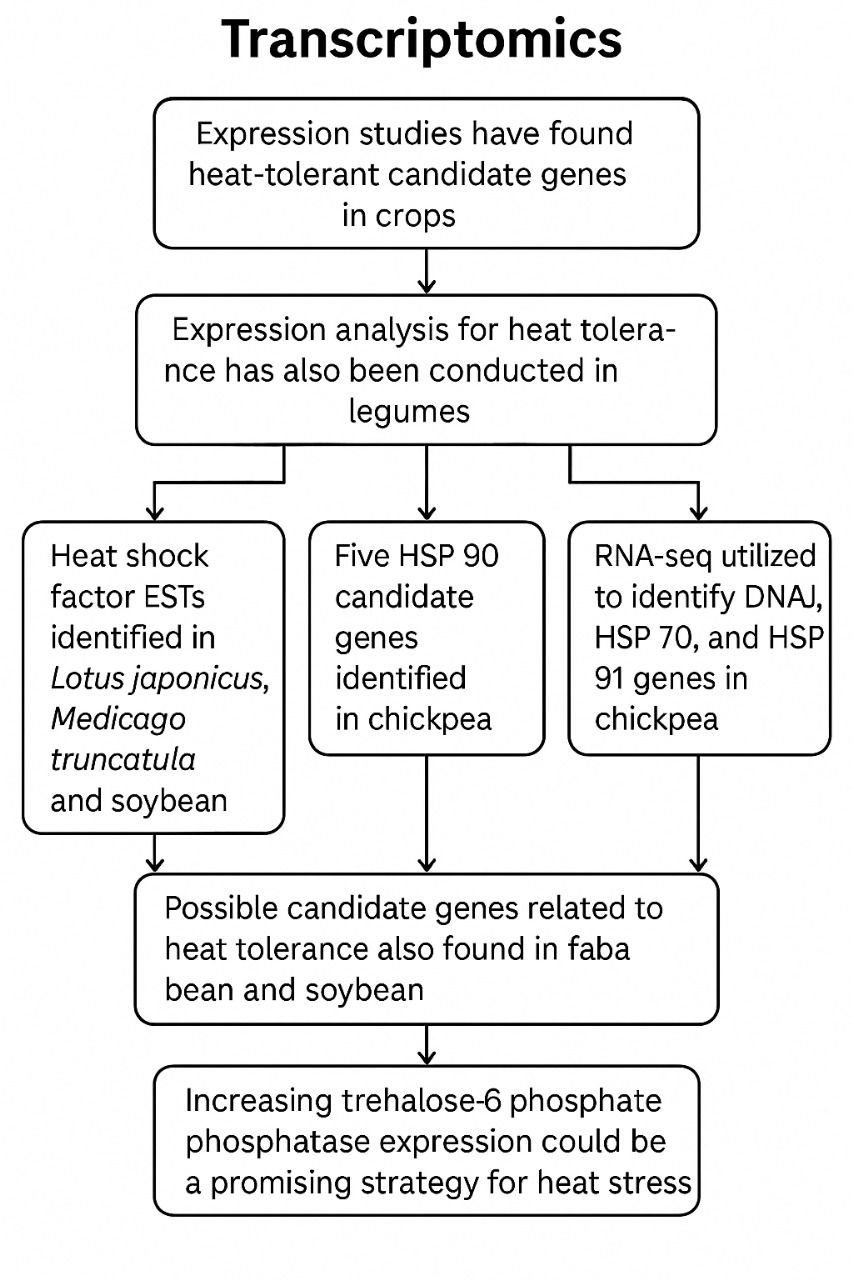 Transcriptomics
Expression studies have found
heat-tolerant candidate genes
in crops
Expression analysis for heat tolera-
nce has also been conducted in
legumes
Heat shock
factor ESTs
identified in
Lotus japonicus,
Medicago
truncatula
and soybean
Five HSP 90
candidate
genes
identified
in chickpea
RNA-seq utilized
to identify DNAJ,
HSP 70, and HSP
91 genes in
chickpea
Possible candidate genes related to
heat tolerance also found in faba
bean and soybean
Increasing trehalose-6 phosphate
phosphatase expression could be
a promising strategy for heat stress